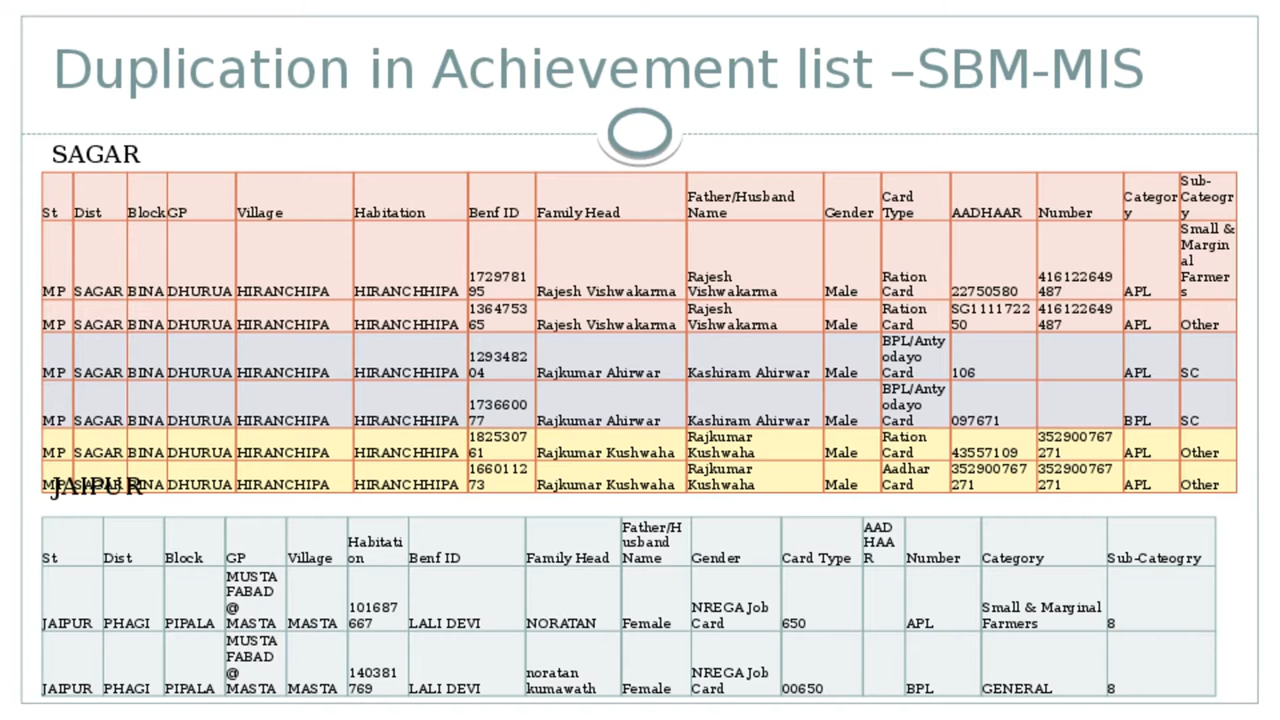 Duplication in Achievement list –SBM-MIS
SAGAR
St Dist Block GP Village Habitation Benf ID Family Head Father/Husband Name Gender Card Type AADHAAR Number Category Sub-Cateogry
MP SAGAR BINA DHURUA HIRANCHIPA HIRANCHHIPA 172978195 Rajesh Vishwakarma Rajesh Vishwakarma Male Ration Card 22750580 416122649487 APL Small & Marginal Farmers
MP SAGAR BINA DHURUA HIRANCHIPA HIRANCHHIPA 136475365 Rajesh Vishwakarma Rajesh Vishwakarma Male Ration Card SG111172250 416122649487 APL Other
MP SAGAR BINA DHURUA HIRANCHIPA HIRANCHHIPA 129348204 Rajkumar Ahirwar Kashiram Ahirwar Male BPL/Antyodayo Card 106 APL SC
MP SAGAR BINA DHURUA HIRANCHIPA HIRANCHHIPA 173660077 Rajkumar Ahirwar Kashiram Ahirwar Male BPL/Antyodayo Card 097671 BPL SC
MP SAGAR BINA DHURUA HIRANCHIPA HIRANCHHIPA 182530761 Rajkumar Kushwaha Rajkumar Kushwaha Male Ration Card 43557109 352900767271 APL Other
MP SAGAR BINA DHURUA HIRANCHIPA HIRANCHHIPA 166011273 Rajkumar Kushwaha Rajkumar Kushwaha Male Aadhar Card 352900767271 352900767271 APL Other
JAIPUR
St Dist Block GP Village Habitation Benf ID Family Head Father/Husband Name Gender Card Type AADHAAR Number Category Sub-Cateogry
JAIPUR PHAGI PIPALA MUSTAFABAD@MASTA MASTA 101687667 LALI DEVI NORATAN Female NREGA Job Card 650 APL Small & Marginal Farmers 8
JAIPUR PHAGI PIPALA MUSTAFABAD@MASTA MASTA 140381769 LALI DEVI noratan kumawath Female NREGA Job Card 00650 BPL GENERAL 8